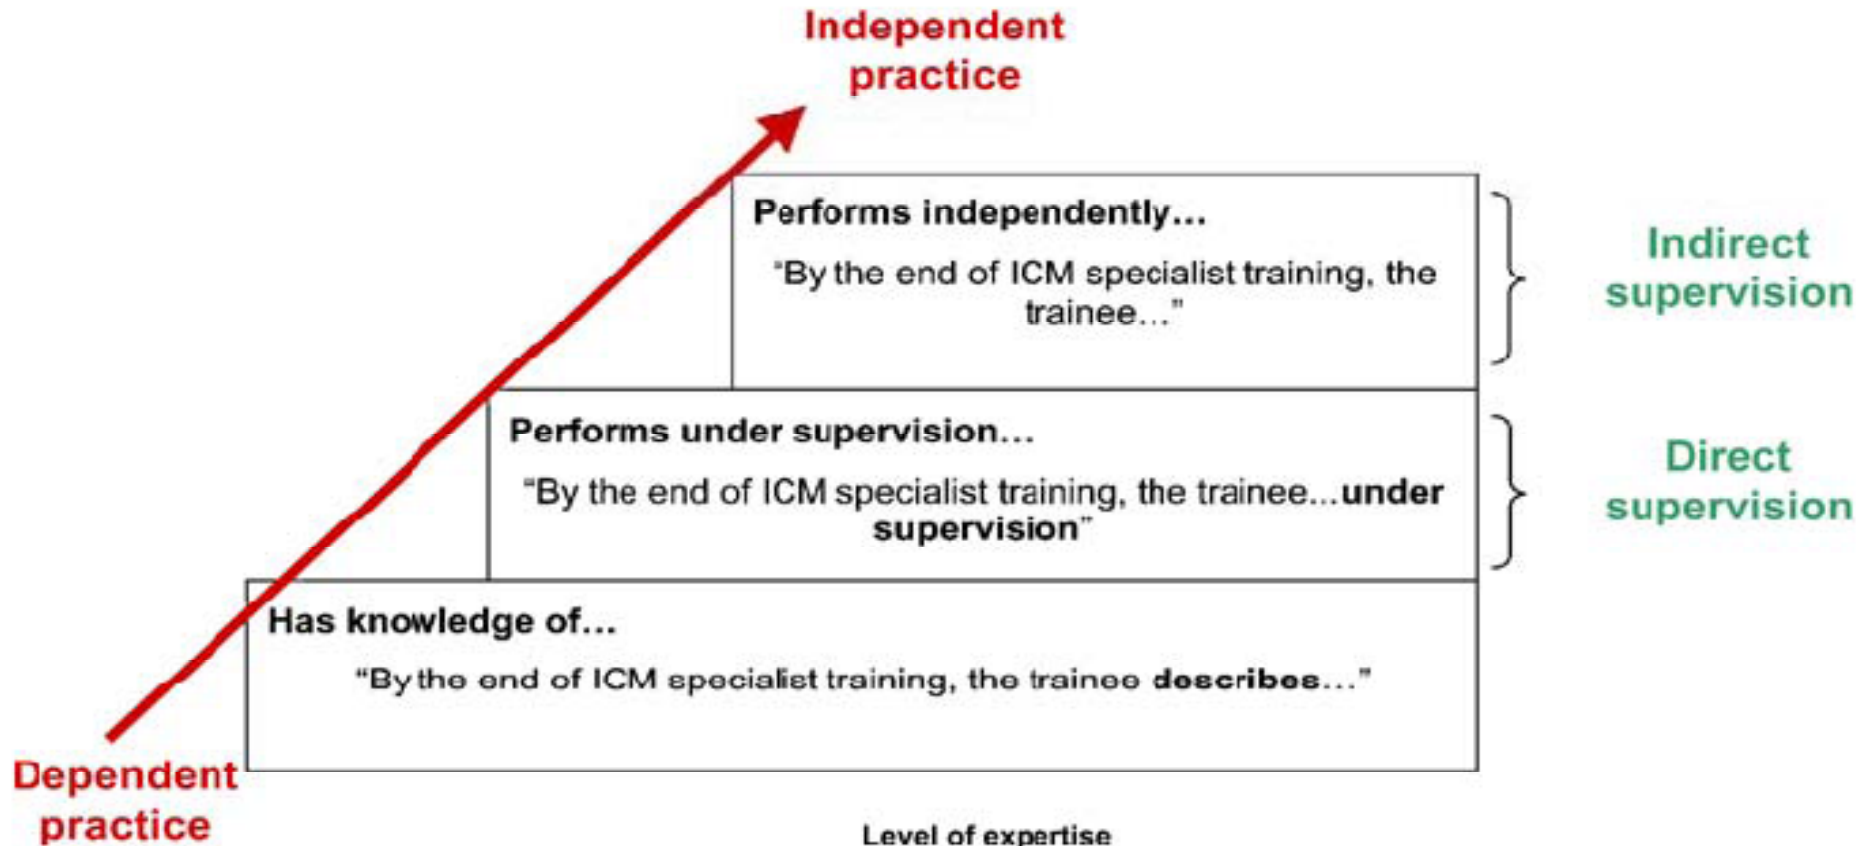 Independent
practice
Performs independently...
"By the end of ICM specialist training, the
trainee..."
Indirect
supervision
Performs under supervision...
"By the end of ICM specialist training, the trainee...under
supervision"
Direct
supervision
Has knowledge of...
"By the end of ICM specialist training, the trainee describes..."
Dependent
practice
Level of expertise